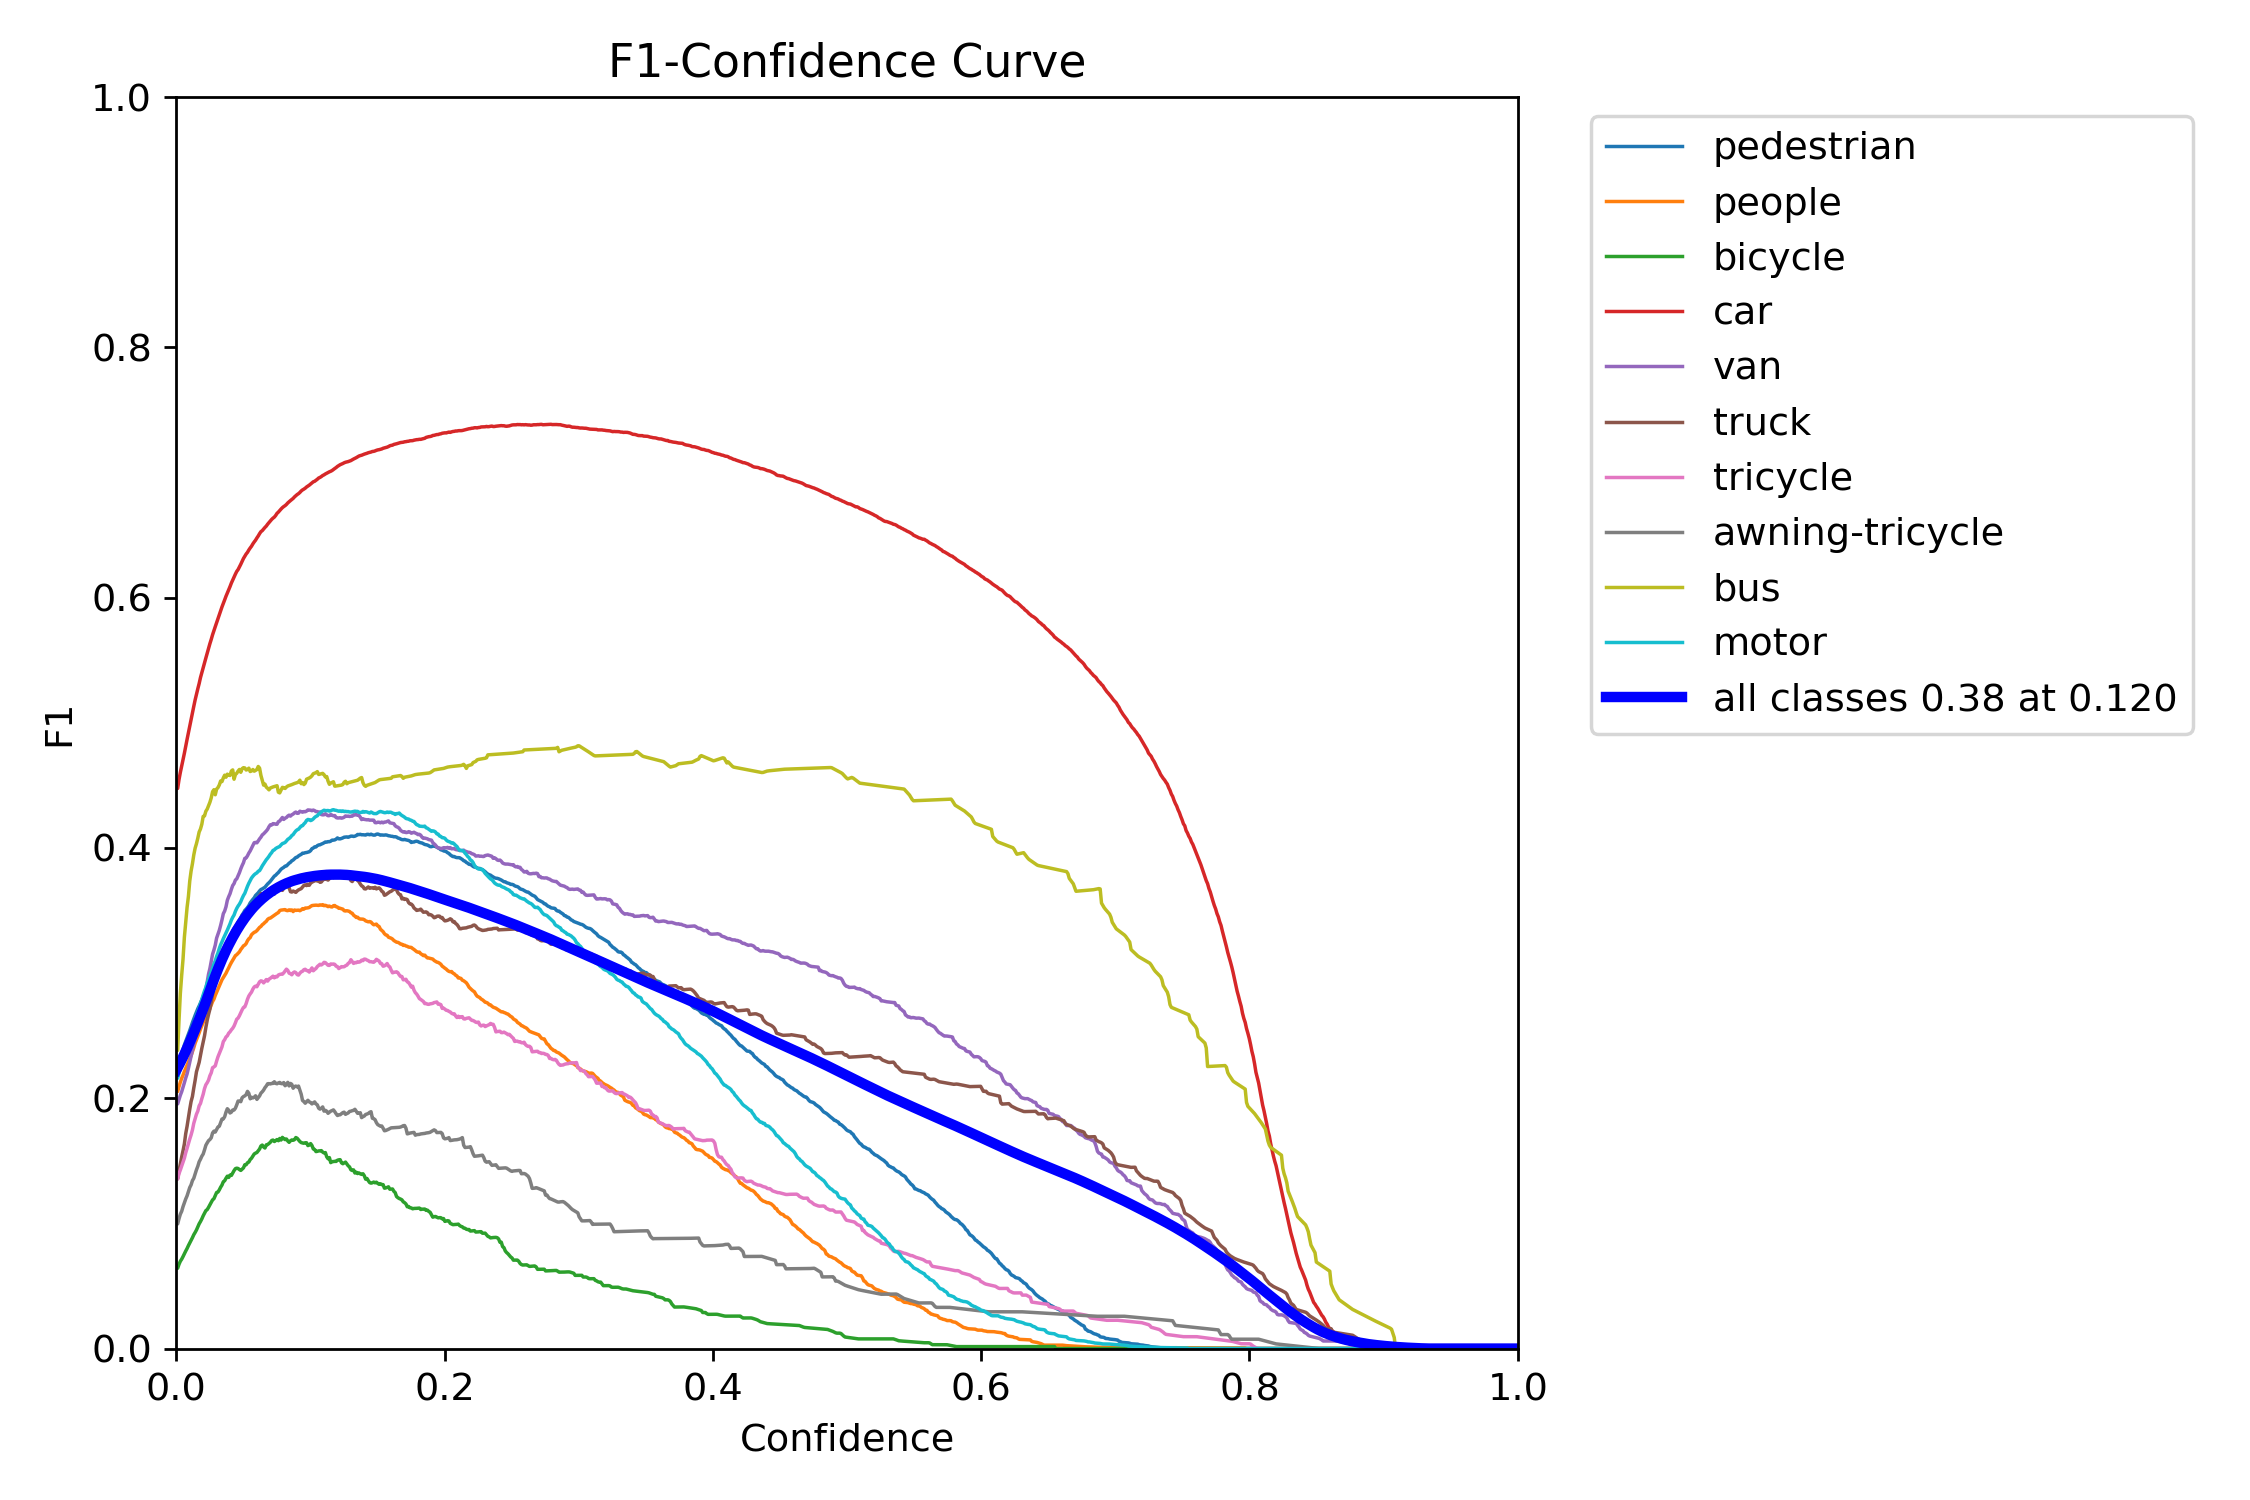 F1-Confidence Curve
1.0
0.8
0.6
0.4
0.2
0.0
F1
0.0 0.2 0.4 0.6 0.8 1.0
Confidence
pedestrian
people
bicycle
car
van
truck
tricycle
awning-tricycle
bus
motor
all classes 0.38 at 0.120